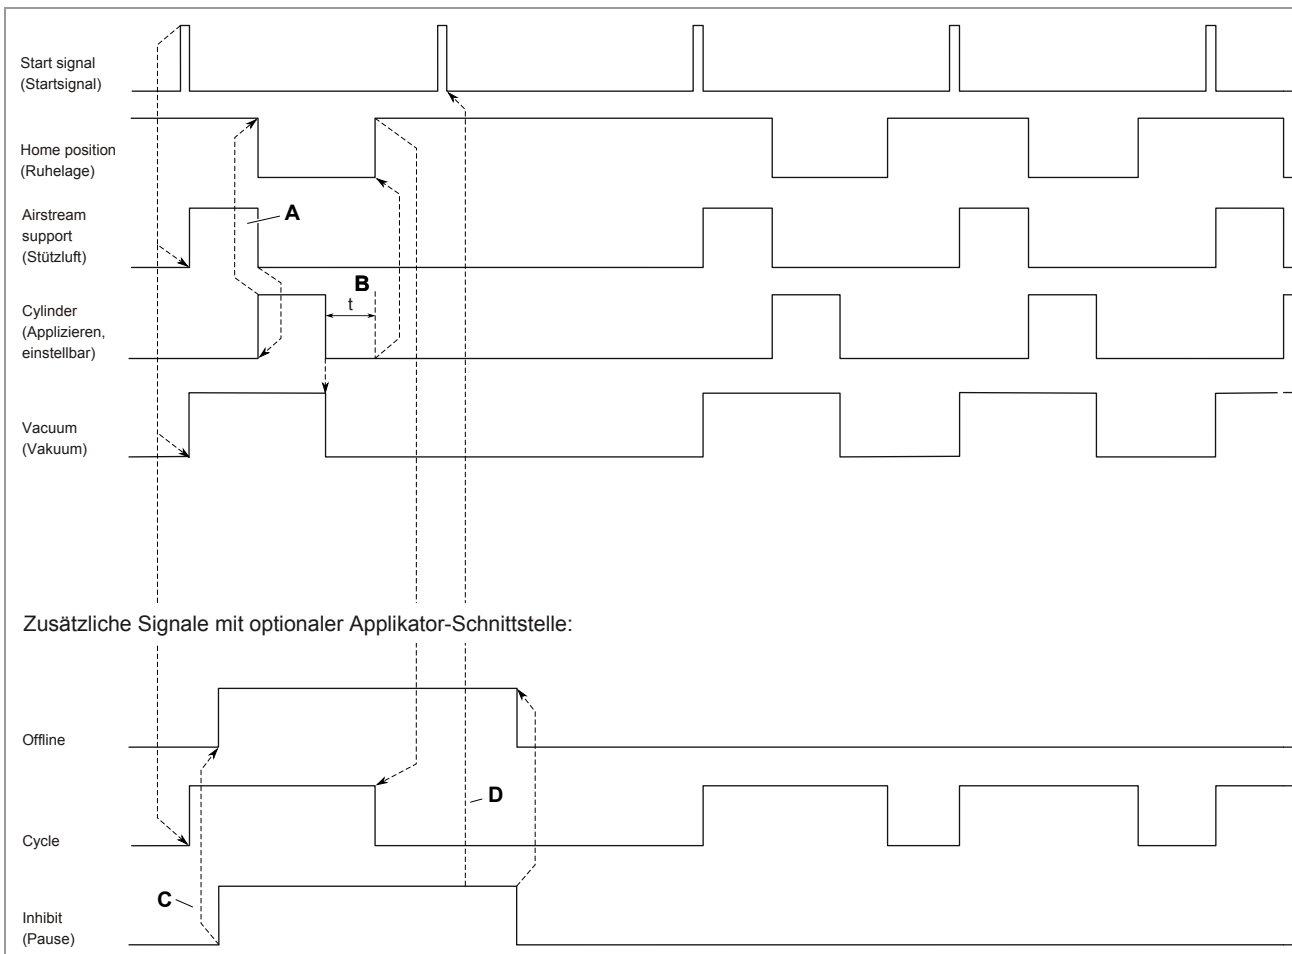 Start signal
(Startsignal)
Home position
(Ruhelage)
A
Airstream
support
(Stützluft)
B
t
Cylinder
(Applizieren,
einstellbar)
Vacuum
(Vakuum)
Zusätzliche Signale mit optionaler Applikator-Schnittstelle:
Offline
D
Cycle
C
Inhibit
(Pause)